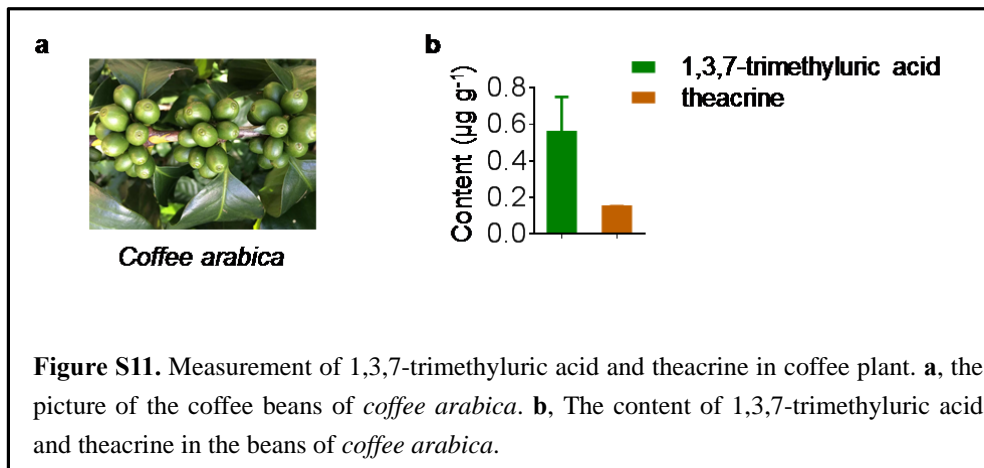 a
b
1,3,7-trimethyluric acid
theacrine
Content (µg g⁻¹)
0.8
0.6
0.4
0.2
0.0
Coffee arabica
Figure S11. Measurement of 1,3,7-trimethyluric acid and theacrine in coffee plant. a, the
picture of the coffee beans of coffee arabica. b, The content of 1,3,7-trimethyluric acid
and theacrine in the beans of coffee arabica.